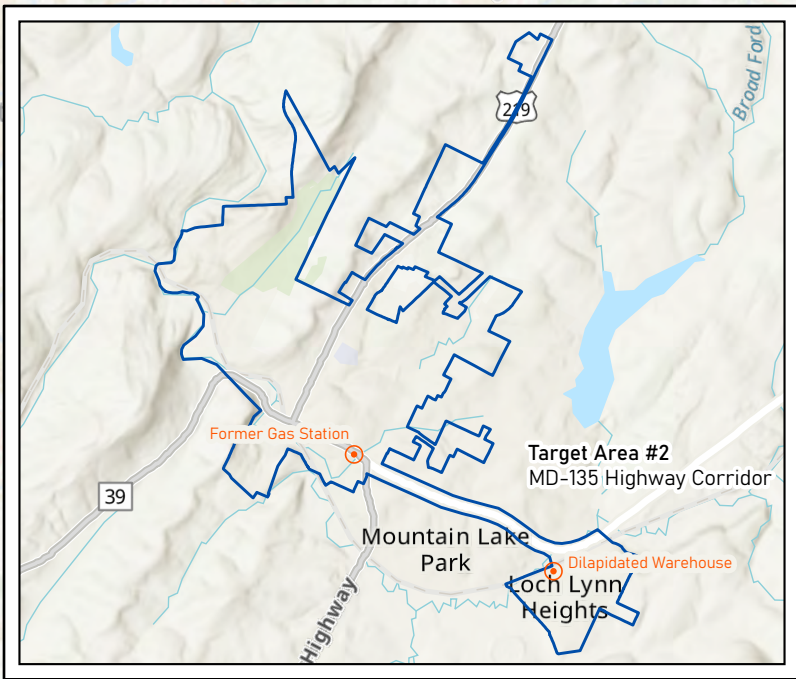 Broad Ford
219
Former Gas Station
Target Area #2
MD-135 Highway Corridor
39
Mountain Lake
Park
Dilapidated Warehouse
Loch Lynn
Heights
Highway